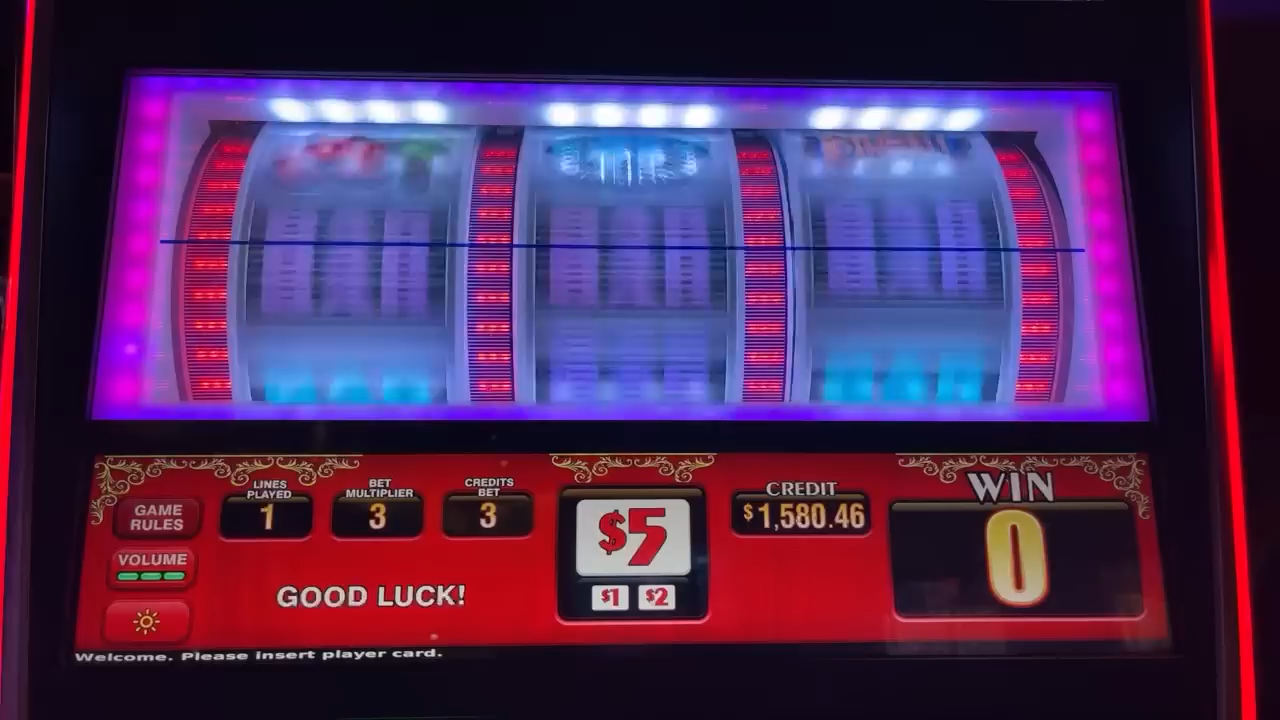 GAME
RULES
LINES
PLAYED
1
BET
MULTIPLIER
3
CREDITS
BET
3
VOLUME
GOOD LUCK!
$5
$1 $2
CREDIT
$1,580.46
WIN
0
Welcome. Please insert player card.